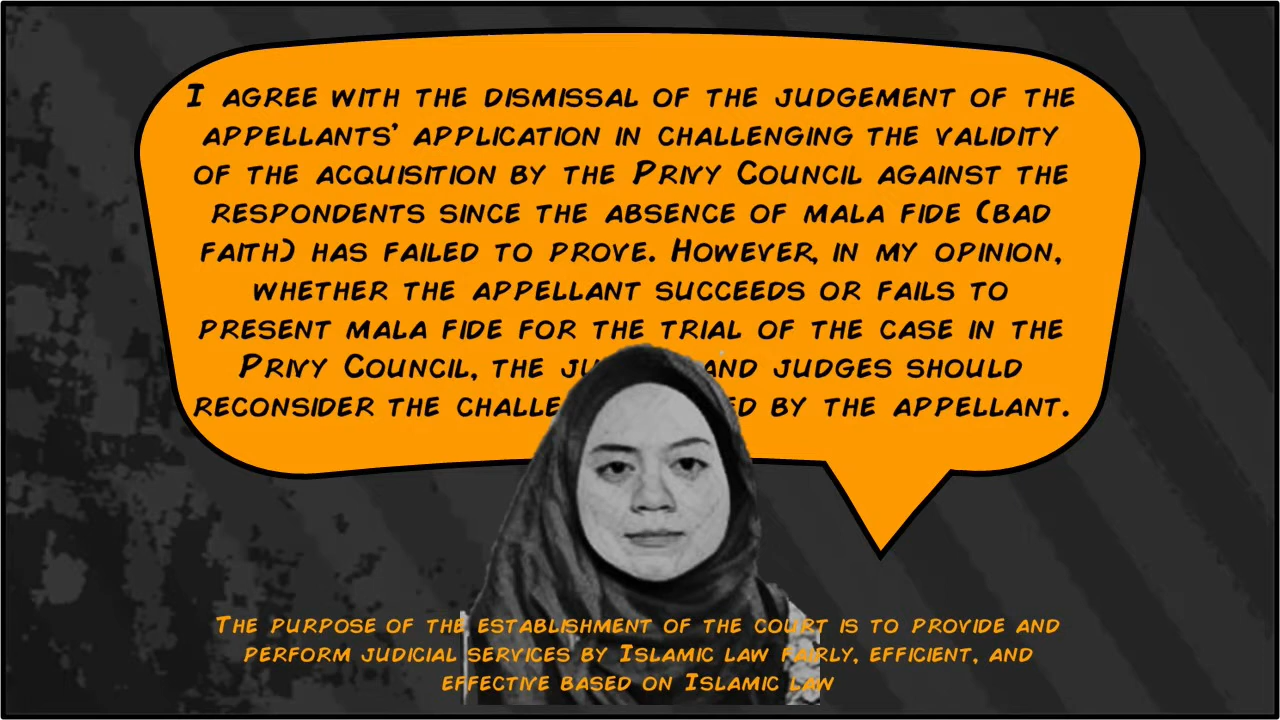 I AGREE WITH THE DISMISSAL OF THE JUDGEMENT OF THE
APPELLANTS' APPLICATION IN CHALLENGING THE VALIDITY
OF THE ACQUISITION BY THE PRIVY COUNCIL AGAINST THE
RESPONDENTS SINCE THE ABSENCE OF MALA FIDE (BAD
FAITH) HAS FAILED TO PROVE. HOWEVER, IN MY OPINION,
WHETHER THE APPELLANT SUCCEEDS OR FAILS TO
PRESENT MALA FIDE FOR THE TRIAL OF THE CASE IN THE
PRIVY COUNCIL, THE AND JUDGES SHOULD
RECONSIDER THE BY THE APPELLANT.
THE PURPOSE OF THE ESTABLISHMENT OF THE COURT IS TO PROVIDE AND
PERFORM JUDICIAL SERVICES BY ISLAMIC LAW FAIRLY, EFFICIENT, AND
EFFECTIVE BASED ON ISLAMIC LAW